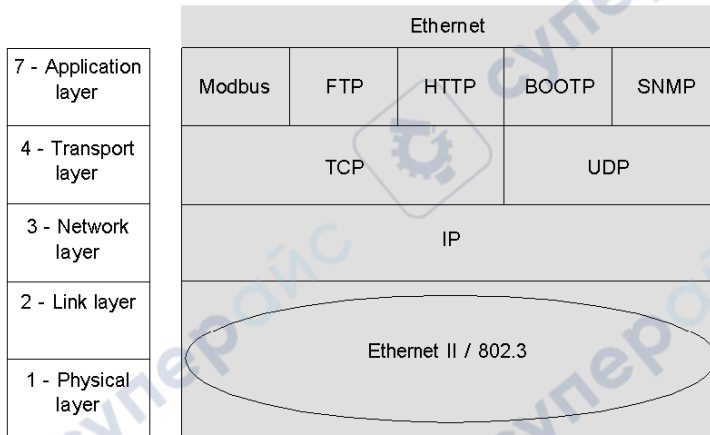 Ethernet
7 - Application
layer
Modbus
FTP
HTTP
BOOTP
SNMP
4 - Transport
layer
TCP
UDP
3 - Network
layer
IP
2 - Link layer
Ethernet II / 802.3
1 - Physical
layer